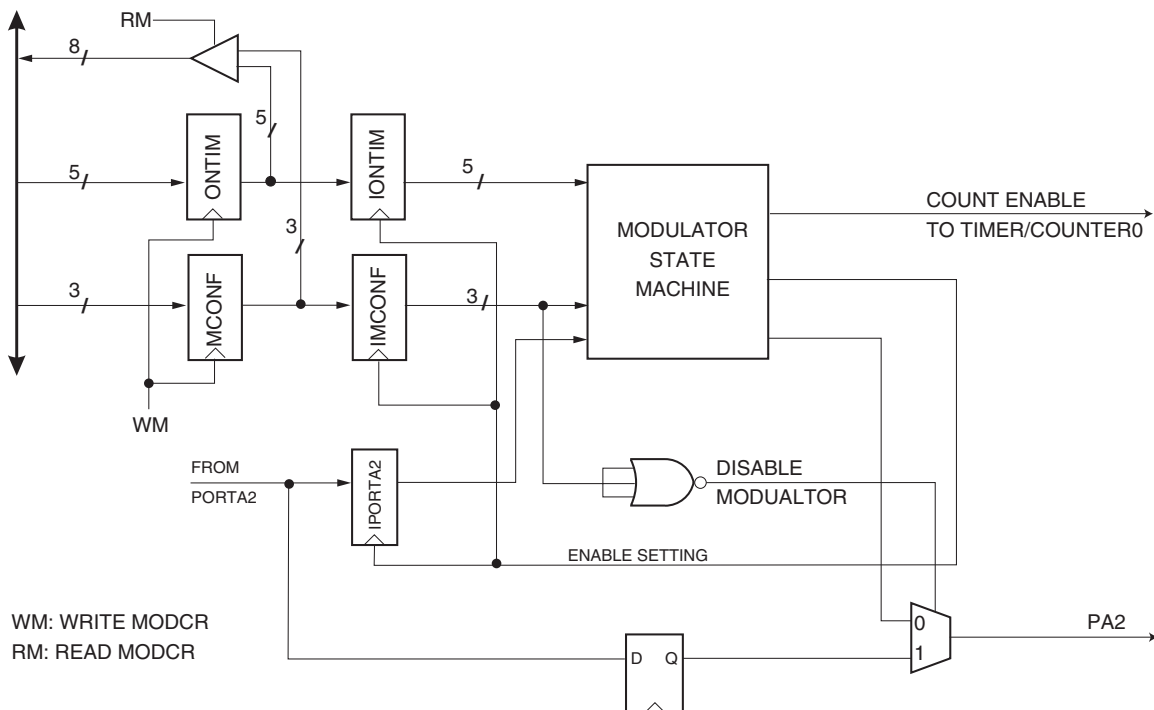 RM
8
5
ONTIM
IONTIM
5
5
MODULATOR
STATE
MACHINE
COUNT ENABLE
TO TIMER/COUNTER0
3
MCONF
IMCONF
3
3
WM
FROM
PORTA2
IPORTA2
DISABLE
MODUALTOR
ENABLE SETTING
WM: WRITE MODCR
RM: READ MODCR
0
1
PA2
D Q